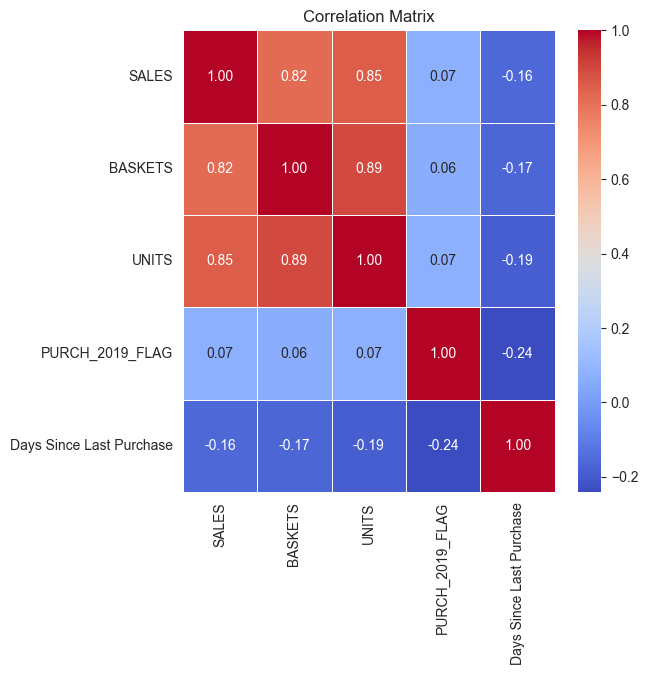 Correlation Matrix
SALES 1.00 0.82 0.85 0.07 -0.16
BASKETS 0.82 1.00 0.89 0.06 -0.17
UNITS 0.85 0.89 1.00 0.07 -0.19
PURCH_2019_FLAG 0.07 0.06 0.07 1.00 -0.24
Days Since Last Purchase -0.16 -0.17 -0.19 -0.24 1.00
SALES
BASKETS
UNITS
PURCH_2019_FLAG
Days Since Last Purchase
1.0
0.8
0.6
0.4
0.2
0.0
−0.2